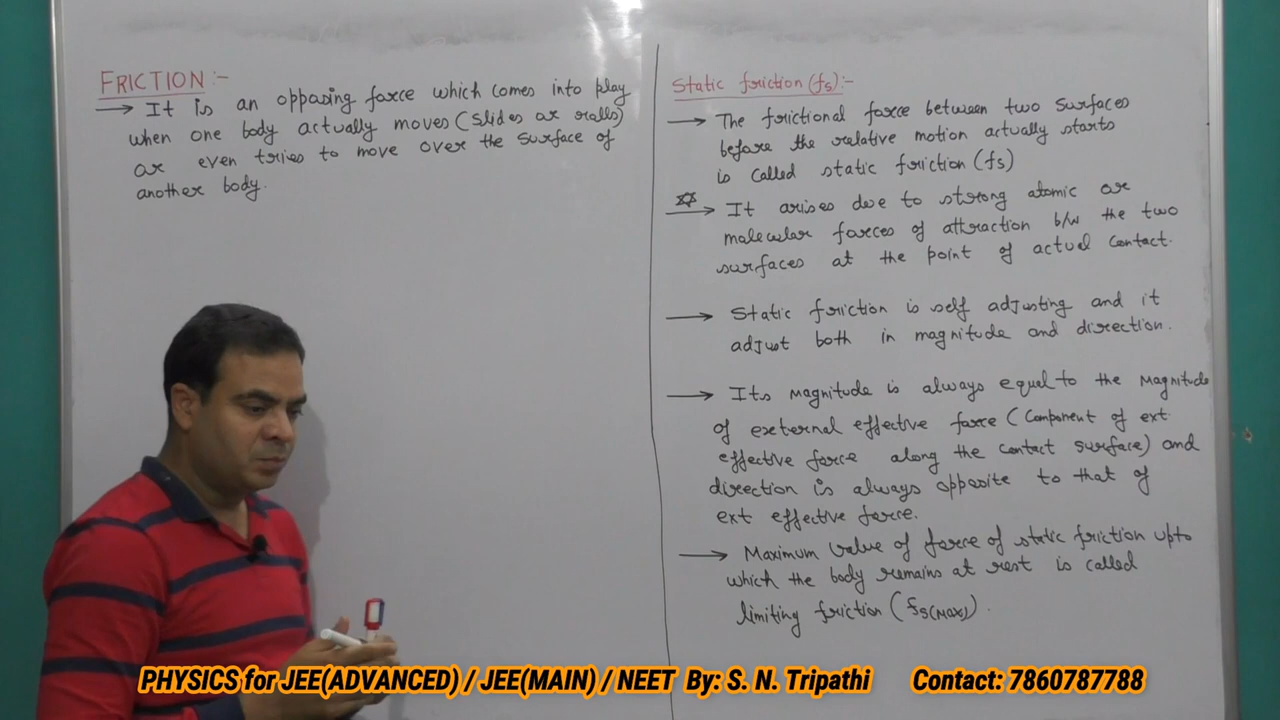 FRICTION:-
→ It is an opposing force which comes into play
when one body actually moves (slides or rolls)
or even tries to move over the surface of
another body.
Static friction (fs):-
→ The frictional force between two surfaces
before the relative motion actually starts
is called static friction (fs)
→ It arises due to strong atomic or
molecular forces of attraction b/w the two
surfaces at the point of actual contact.
→ Static friction is self adjusting and it
adjust both in magnitude and direction.
→ Its magnitude is always equal to the magnitude
of external effective force (Component of ext
effective force along the contact surface) and
direction is always opposite to that of
ext effective force.
→ Maximum value of force of static friction upto
which the body remains at rest is called
limiting friction (fs(max)).
PHYSICS for JEE(ADVANCED) / JEE(MAIN) / NEET By: S. N. Tripathi Contact: 7860787788